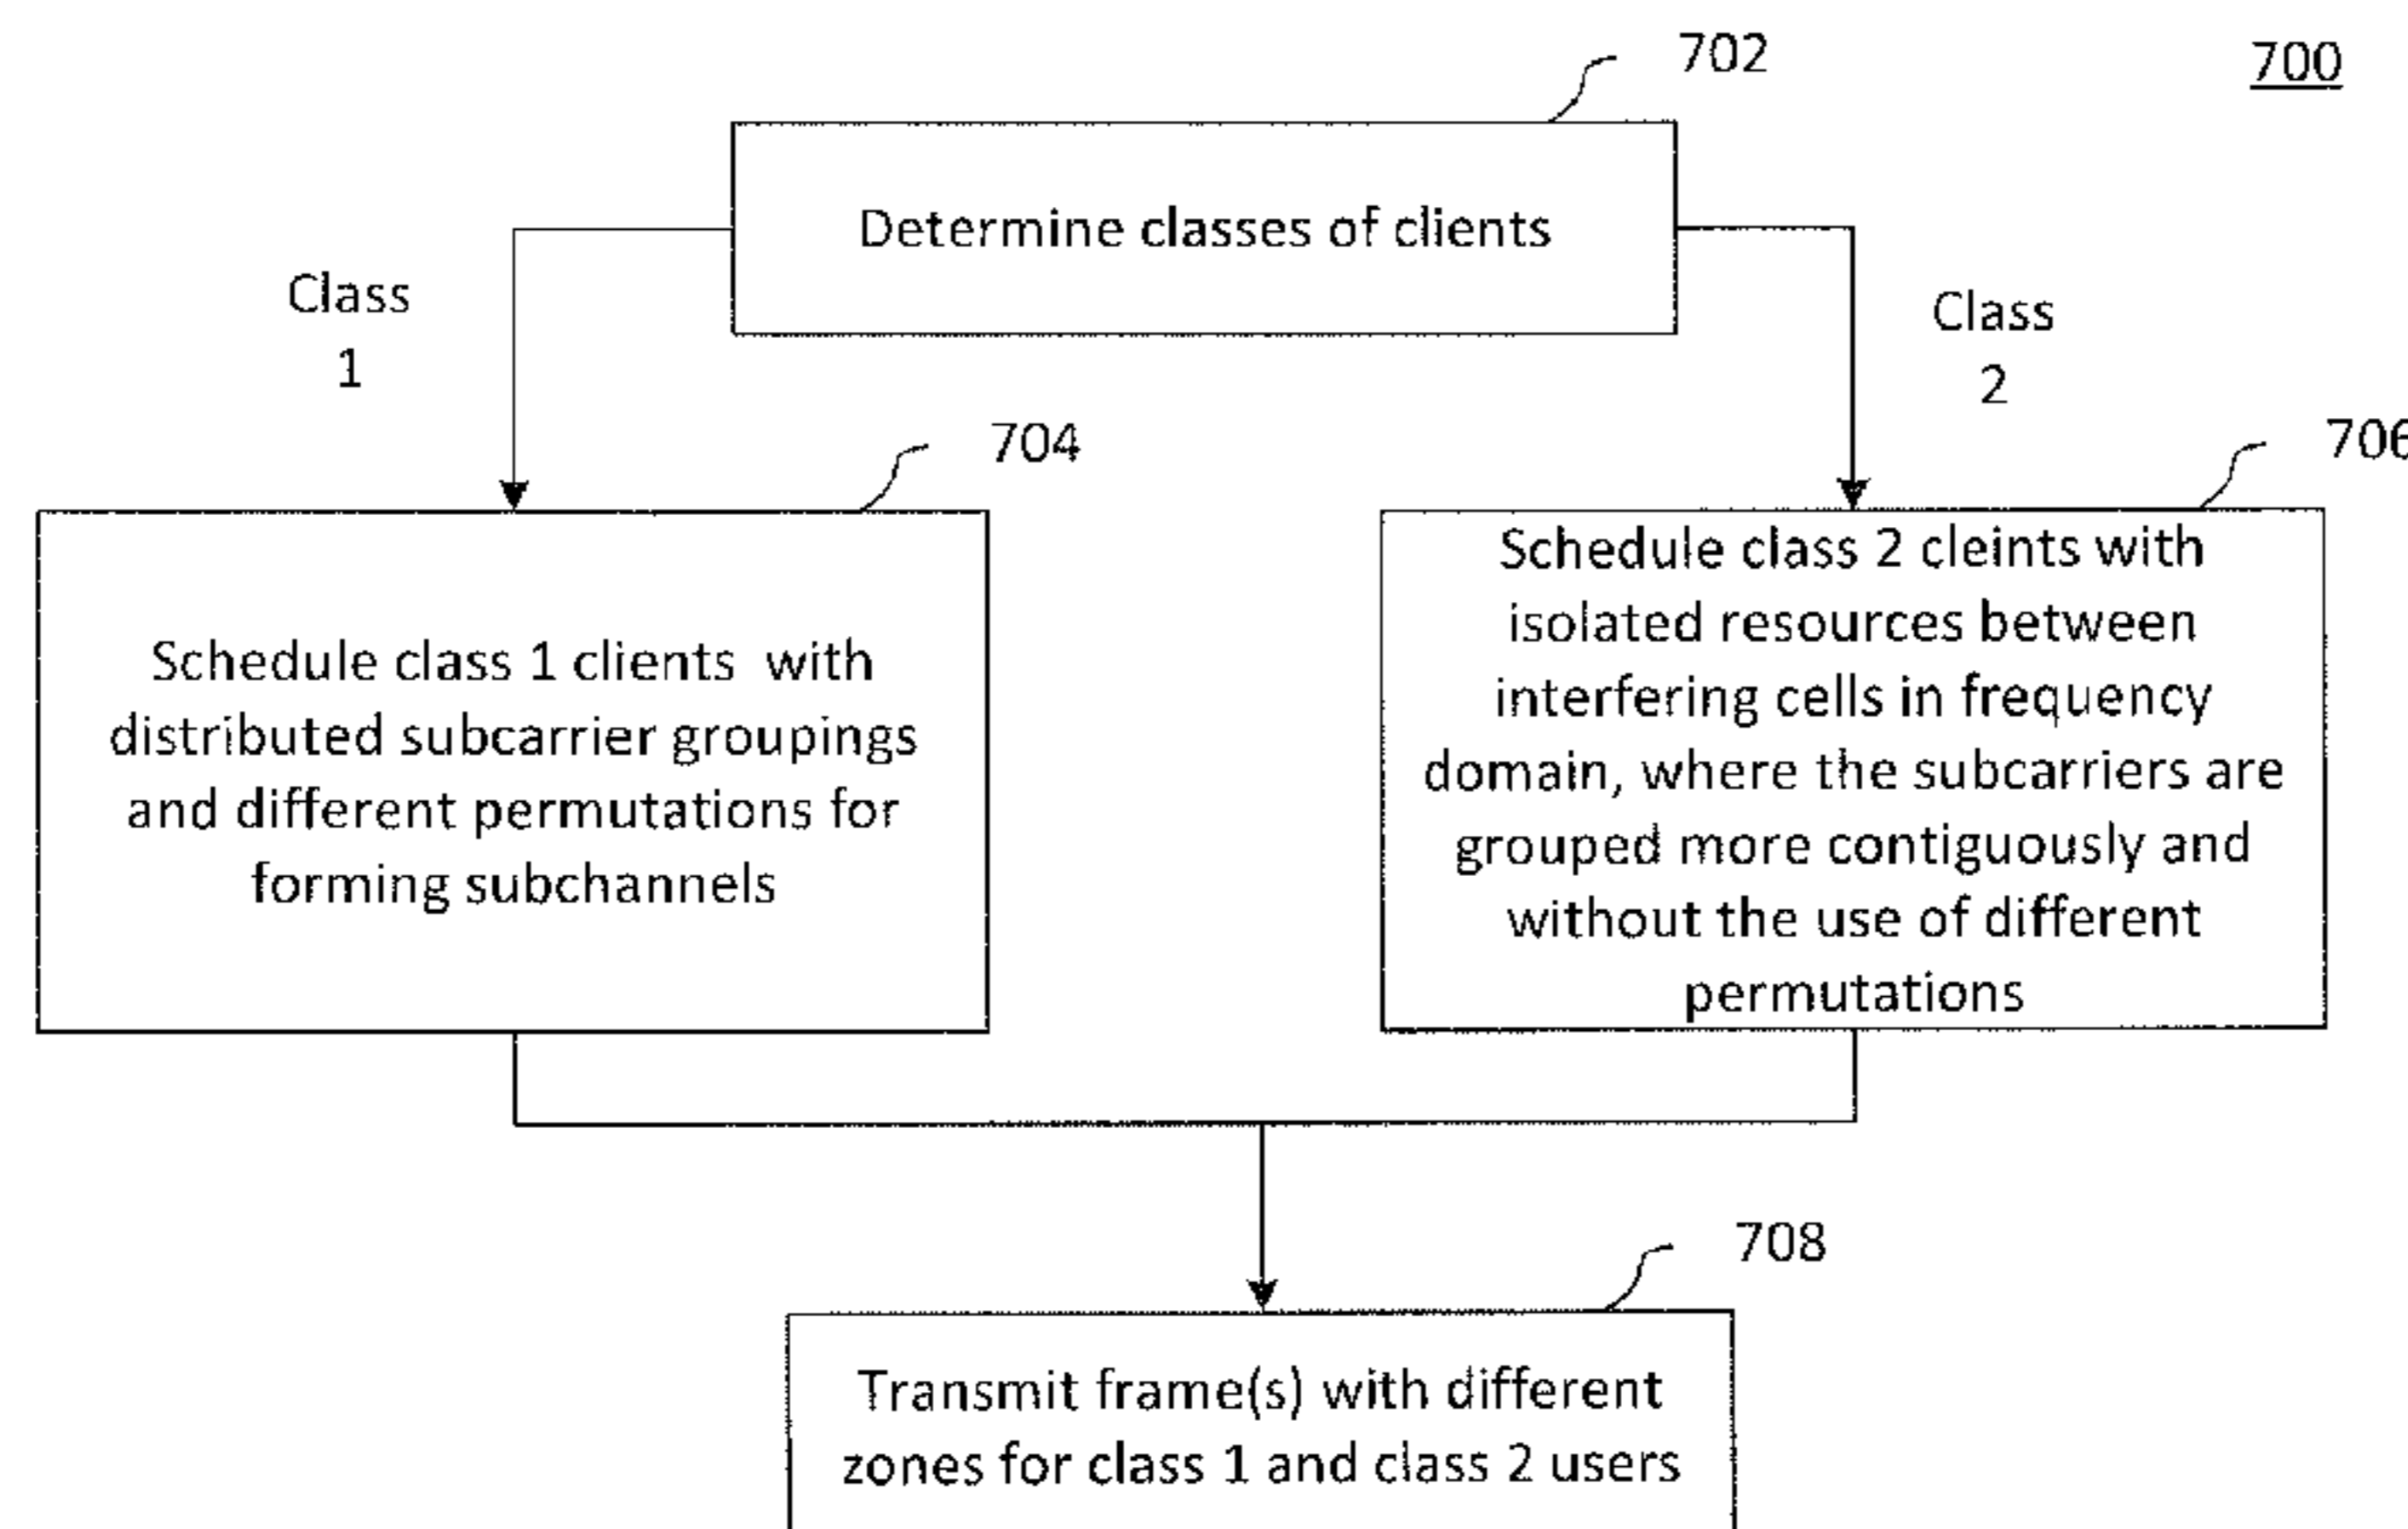 702
700
Determine classes of clients
Class
1
Class
2
704
706
Schedule class 1 clients with
distributed subcarrier groupings
and different permutations for
forming subchannels
Schedule class 2 cleints with
isolated resources between
interfering cells in frequency
domain, where the subcarriers are
grouped more contiguously and
without the use of different
permutations
708
Transmit frame(s) with different
zones for class 1 and class 2 users